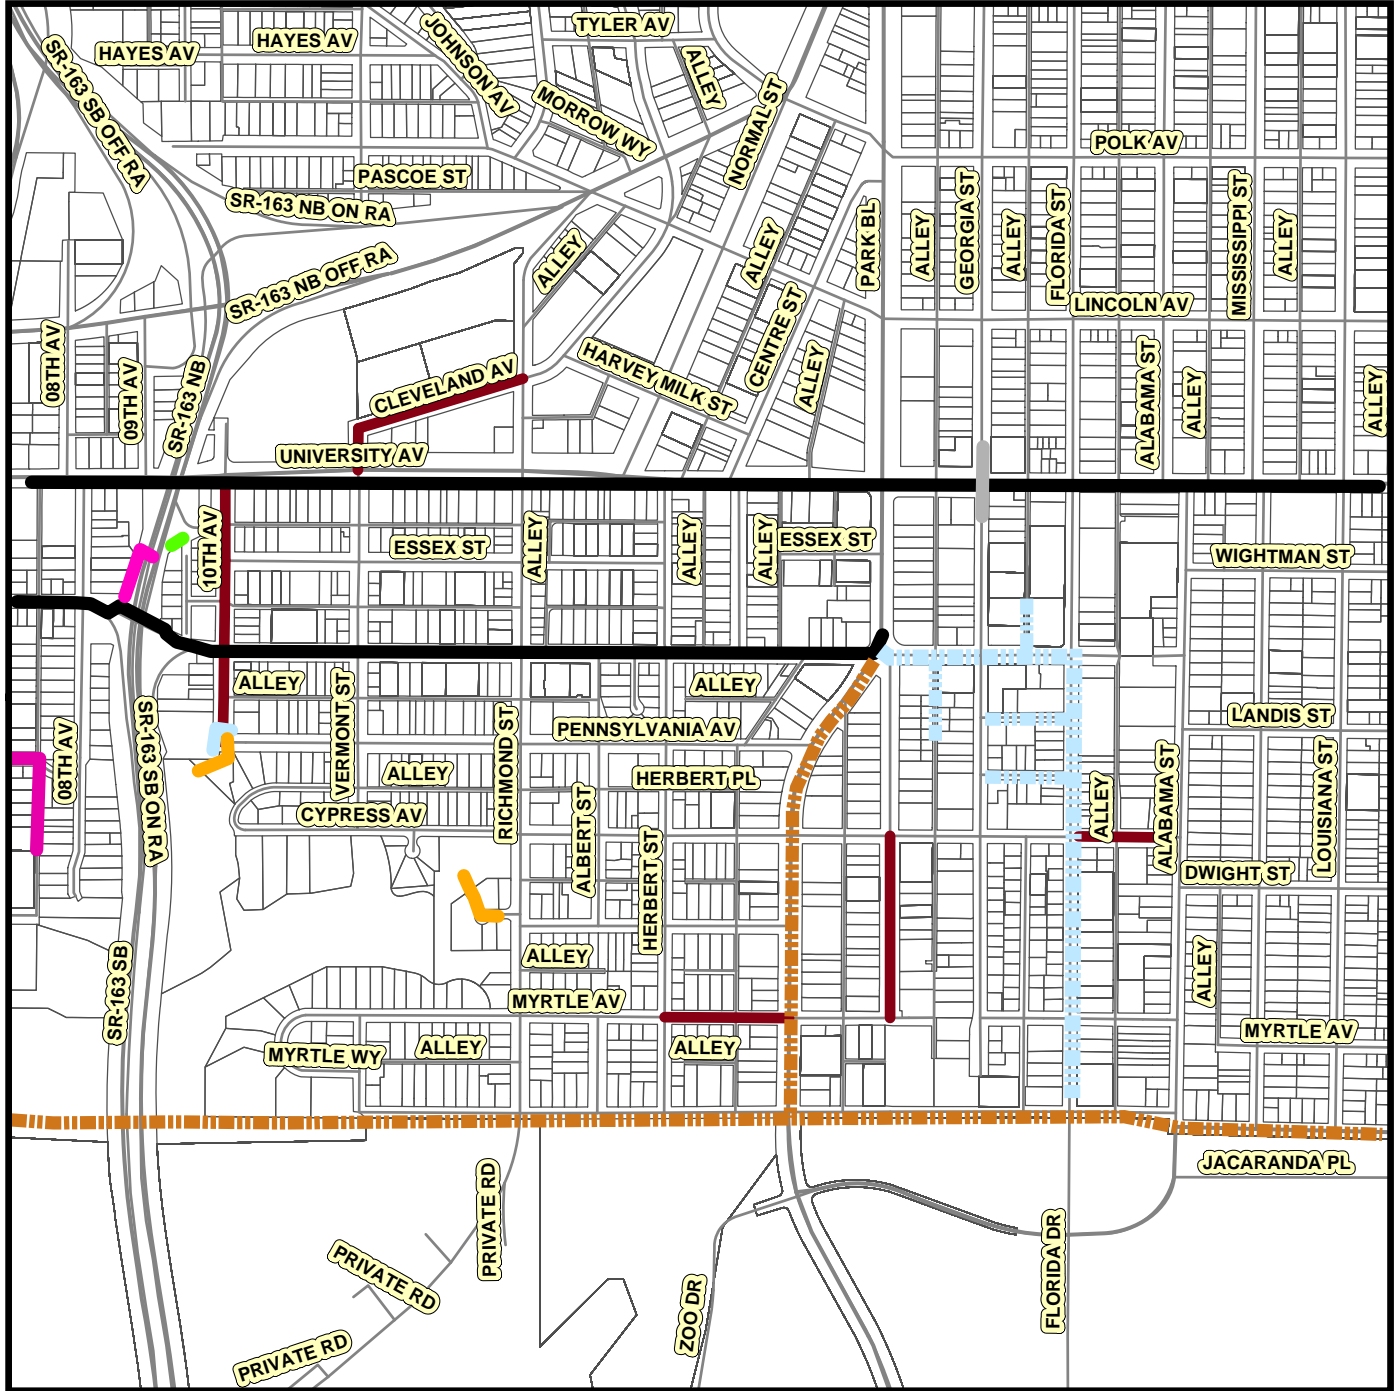 TYLER AV
HAYES AV
HAYES AV
JOHNSON AV
ALLEY
SR-163 SB OFF RA
MORROW WY
NORMAL ST
POLK AV
PASCOE ST
SR-163 NB ON RA
PARK BL
ALLEY
GEORGIA ST
ALLEY
FLORIDA ST
MISSISSIPPI ST
ALLEY
ALLEY
ALLEY
SR-163 NB OFF RA
LINCOLN AV
08TH AV
09TH AV
SR-163 NB
CLEVELAND AV
HARVEY MILK ST
CENTRE ST
ALLEY
ALABAMA ST
ALLEY
ALLEY
UNIVERSITY AV
10TH AV
ESSEX ST
ALLEY
ALLEY
ALLEY
ESSEX ST
WIGHTMAN ST
ALLEY
VERMONT ST
ALLEY
LANDIS ST
08TH AV
SR-163 SB ON RA
RICHMOND ST
PENNSYLVANIA AV
ALLEY
HERBERT PL
ALLEY
ALABAMA ST
LOUISIANA ST
CYPRESS AV
ALBERT ST
HERBERT ST
DWIGHT ST
SR-163 SB
ALLEY
ALLEY
MYRTLE AV
MYRTLE AV
MYRTLE WY
ALLEY
ALLEY
JACARANDA PL
PRIVATE RD
PRIVATE RD
PRIVATE RD
ZOO DR
FLORIDA DR